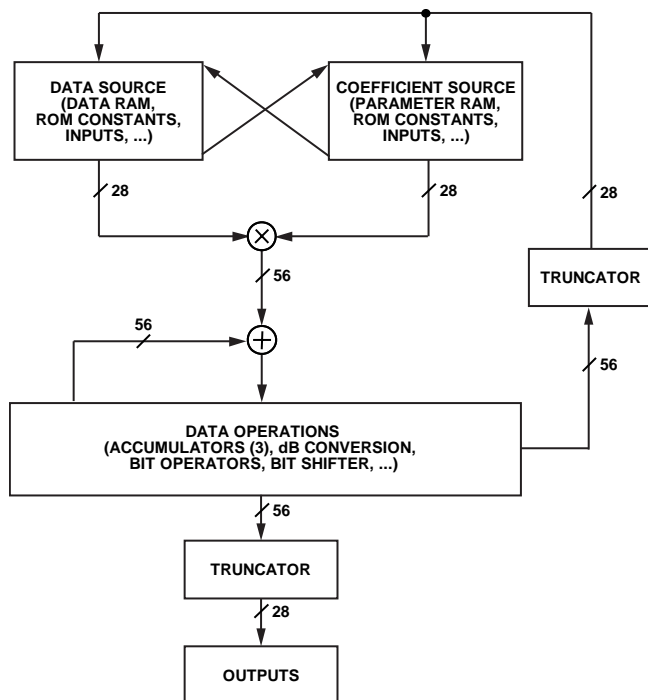 DATA SOURCE
(DATA RAM,
ROM CONSTANTS,
INPUTS, ...)
COEFFICIENT SOURCE
(PARAMETER RAM,
ROM CONSTANTS,
INPUTS, ...)
28
28
28
TRUNCATOR
56
56
56
DATA OPERATIONS
(ACCUMULATORS (3), dB CONVERSION,
BIT OPERATORS, BIT SHIFTER, ...)
56
TRUNCATOR
28
OUTPUTS